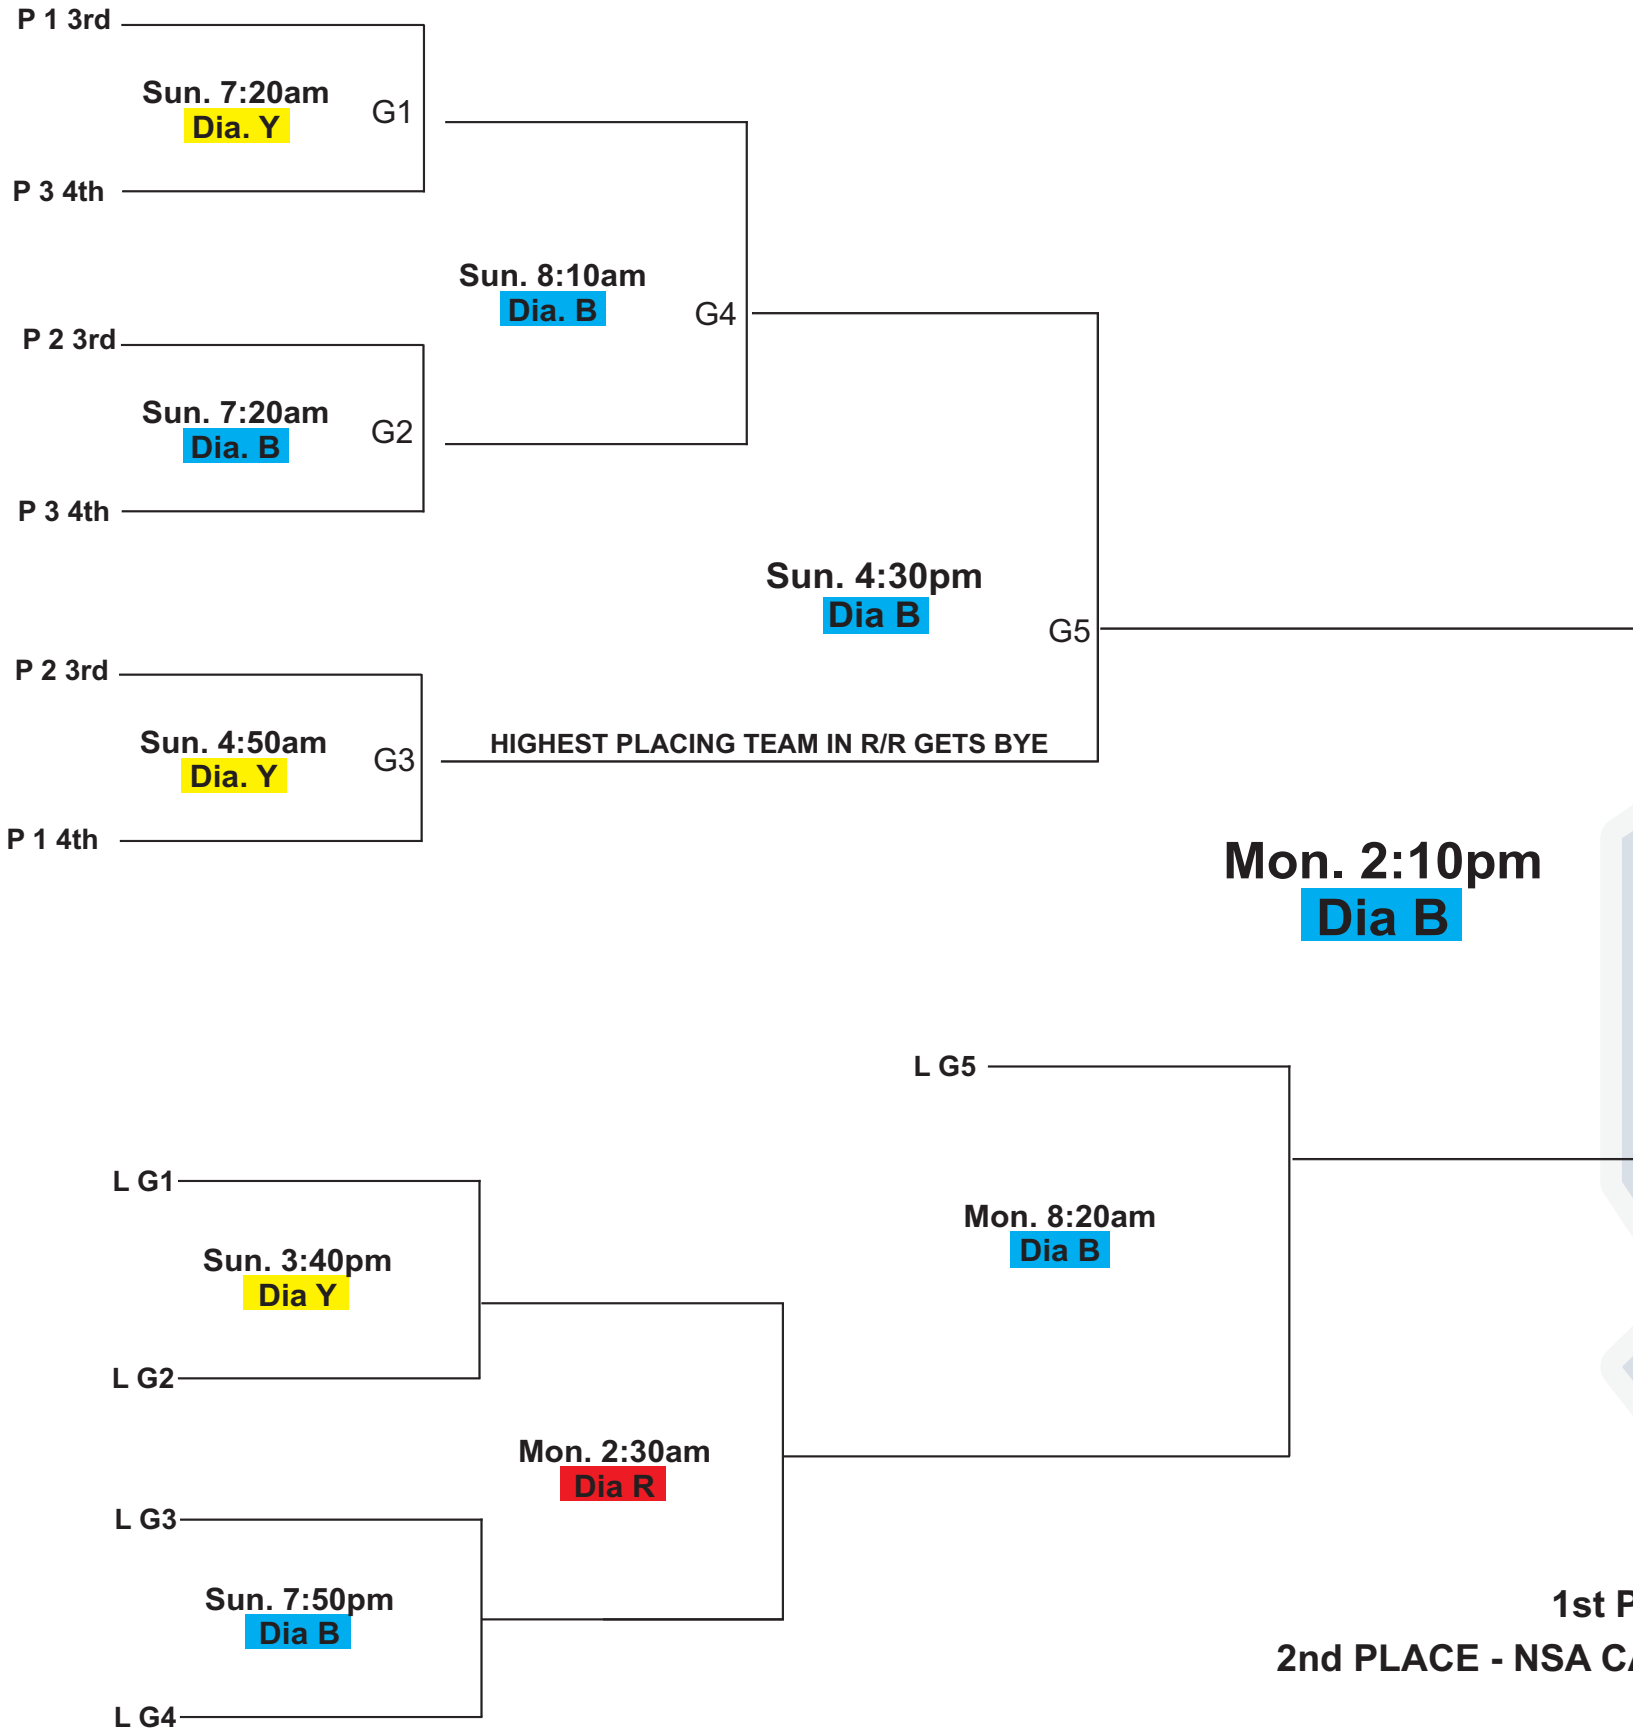 P 1 3rd
Sun. 7:20am
Dia. Y
G1
P 3 4th
Sun. 8:10am
Dia. B
G4
P 2 3rd
Sun. 7:20am
Dia. B
G2
P 3 4th
Sun. 4:30pm
Dia B
G5
P 2 3rd
Sun. 4:50am
Dia. Y
G3
HIGHEST PLACING TEAM IN R/R GETS BYE
P 1 4th
Mon. 2:10pm
Dia B
L G5
L G1
Mon. 8:20am
Dia B
Sun. 3:40pm
Dia Y
L G2
Mon. 2:30am
Dia R
L G3
Sun. 7:50pm
Dia B
L G4
1st P
2nd PLACE - NSA CA